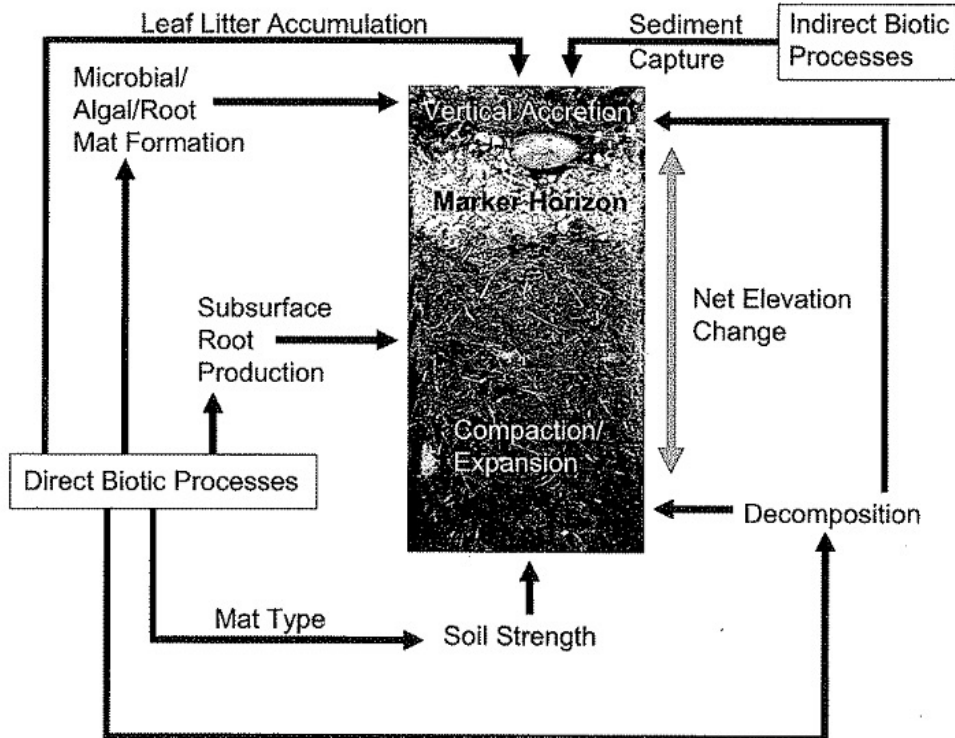 Leaf Litter Accumulation
Sediment
Capture
Indirect Biotic
Processes
Microbial/
Algal/Root
Mat Formation
Vertical Accretion
Marker Horizon
Subsurface
Root
Production
Net Elevation
Change
Compaction/
Expansion
Direct Biotic Processes
Decomposition
Mat Type
Soil Strength